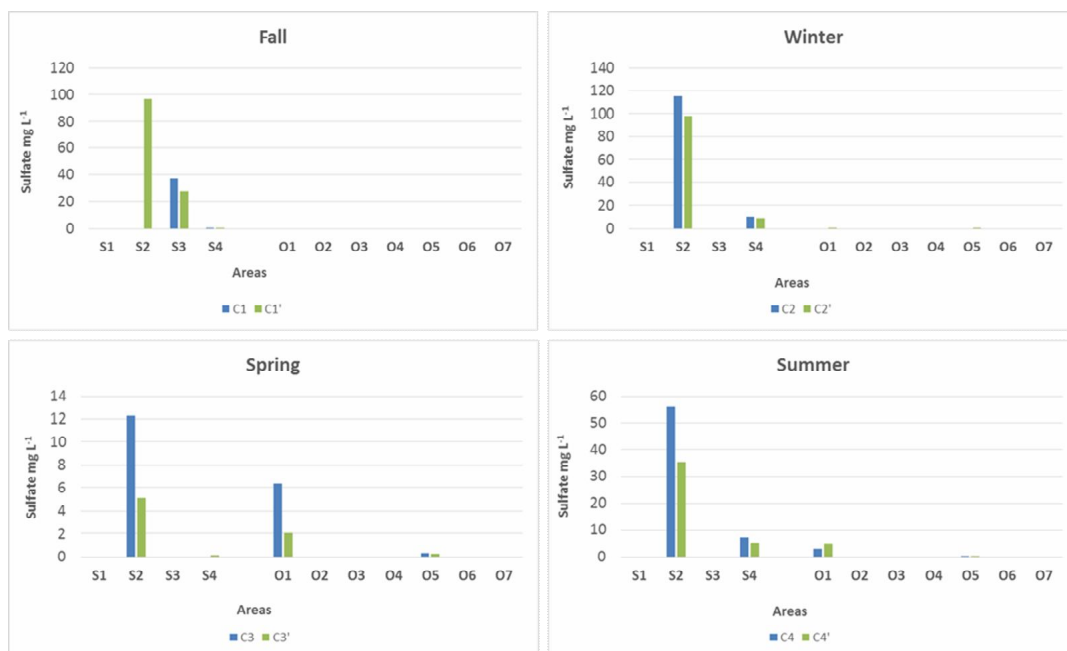 Fall
120
100
80
60
40
20
0
Sulfate mg L⁻¹
S1 S2 S3 S4 O1 O2 O3 O4 O5 O6 O7
Areas
C1 C1'
Winter
140
120
100
80
60
40
20
0
Sulfate mg L⁻¹
S1 S2 S3 S4 O1 O2 O3 O4 O5 O6 O7
Areas
C2 C2'
Spring
14
12
10
8
6
4
2
0
Sulfate mg L⁻¹
S1 S2 S3 S4 O1 O2 O3 O4 O5 O6 O7
Areas
C3 C3'
Summer
60
50
40
30
20
10
0
Sulfate mg L⁻¹
S1 S2 S3 S4 O1 O2 O3 O4 O5 O6 O7
Areas
C4 C4'